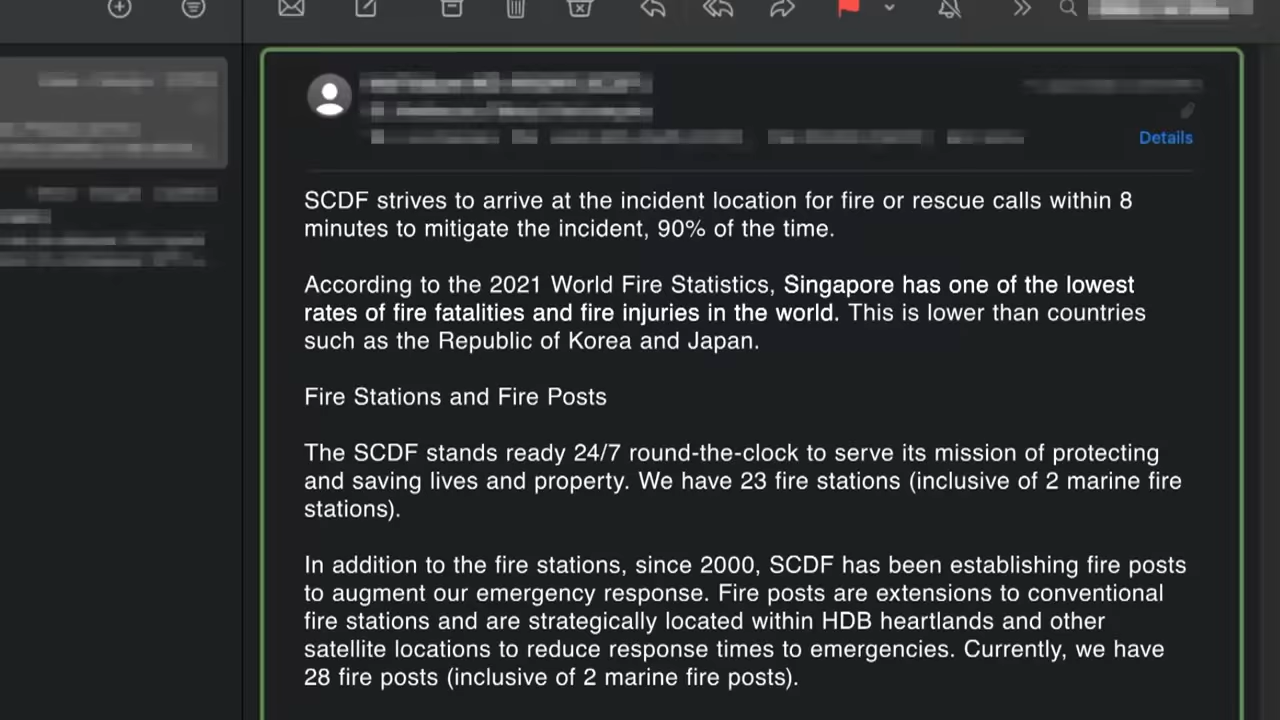 Details
SCDF strives to arrive at the incident location for fire or rescue calls within 8
minutes to mitigate the incident, 90% of the time.
According to the 2021 World Fire Statistics, Singapore has one of the lowest
rates of fire fatalities and fire injuries in the world. This is lower than countries
such as the Republic of Korea and Japan.
Fire Stations and Fire Posts
The SCDF stands ready 24/7 round-the-clock to serve its mission of protecting
and saving lives and property. We have 23 fire stations (inclusive of 2 marine fire
stations).
In addition to the fire stations, since 2000, SCDF has been establishing fire posts
to augment our emergency response. Fire posts are extensions to conventional
fire stations and are strategically located within HDB heartlands and other
satellite locations to reduce response times to emergencies. Currently, we have
28 fire posts (inclusive of 2 marine fire posts).